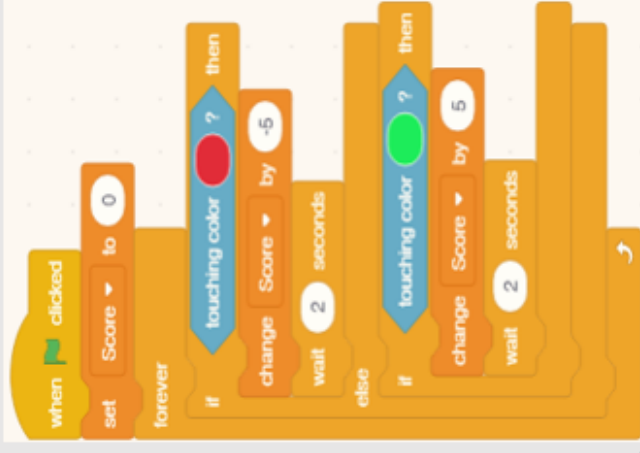 when clicked
set Score to 0
forever
if touching color ? then
change Score by -5
wait 2 seconds
else
if touching color ? then
change Score by 5
wait 2 seconds